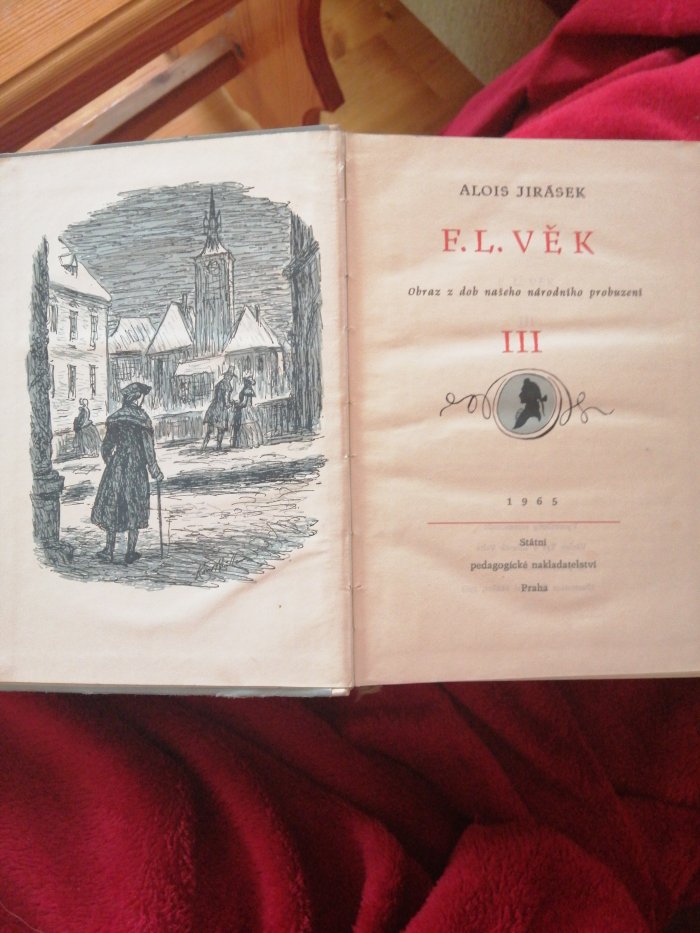 ALOIS JIRÁSEK
F. L. VĚK
Obraz z dob našeho národního probuzení
III
1965
Státní
pedagogické nakladatelství
Praha